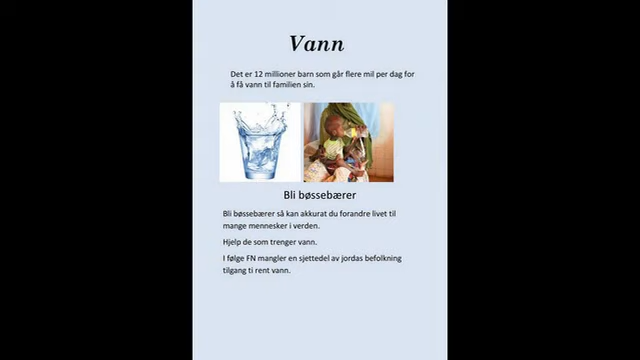 Vann
Det er 12 millioner barn som går flere mil per dag for
å få vann til familien sin.
Bli bøssebærer
Bli bøssebærer så kan akkurat du forandre livet til
mange mennesker i verden.
Hjelp de som trenger vann.
I følge FN mangler en sjettedel av jordas befolkning
tilgang ti rent vann.